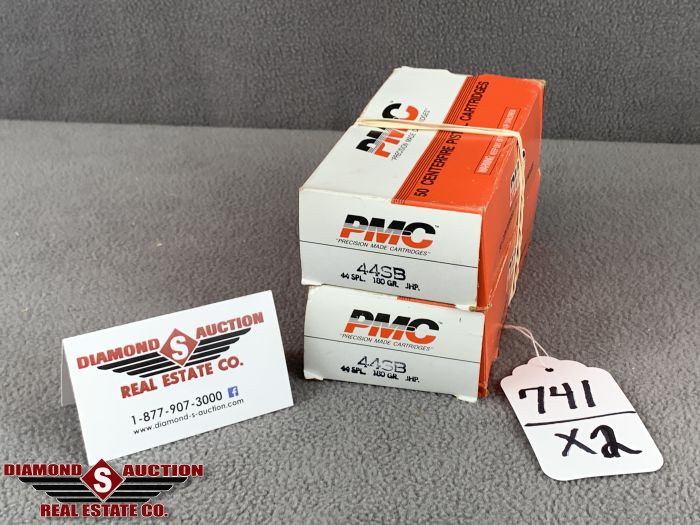 PMC
"PRECISION MADE CARTRIDGES"
50 CENTERFIRE PISTOL CARTRIDGES
PMC™
"PRECISION MADE CARTRIDGES"
44SB
44 SPL. 180 GR. JHP.
PMC™
"PRECISION MADE CARTRIDGES"
44SB
44 SPL. 180 GR. JHP.
DIAMOND S AUCTION
REAL ESTATE CO.
1-877-907-3000
www.diamond-s-auction.com
741
X2
DIAMOND S AUCTION
REAL ESTATE CO.